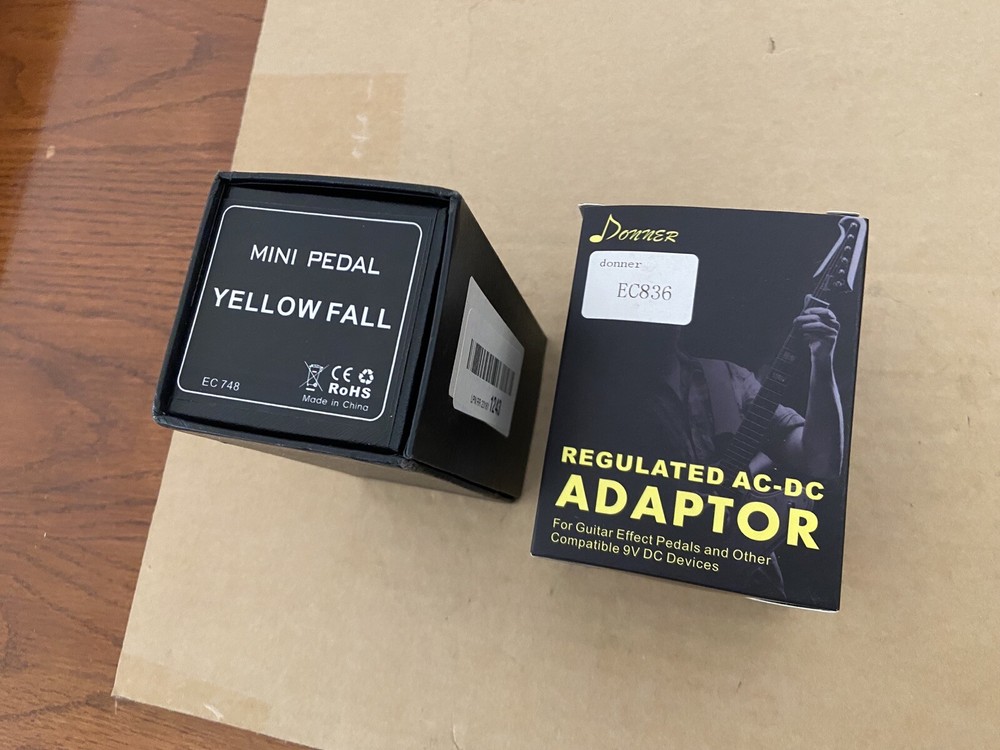 MINI PEDAL
YELLOW FALL
EC 748
CE
RoHS
Made in China
1240
DONNER
donner
EC836
REGULATED AC-DC
ADAPTOR
For Guitar Effect Pedals and Other
Compatible 9V DC Devices